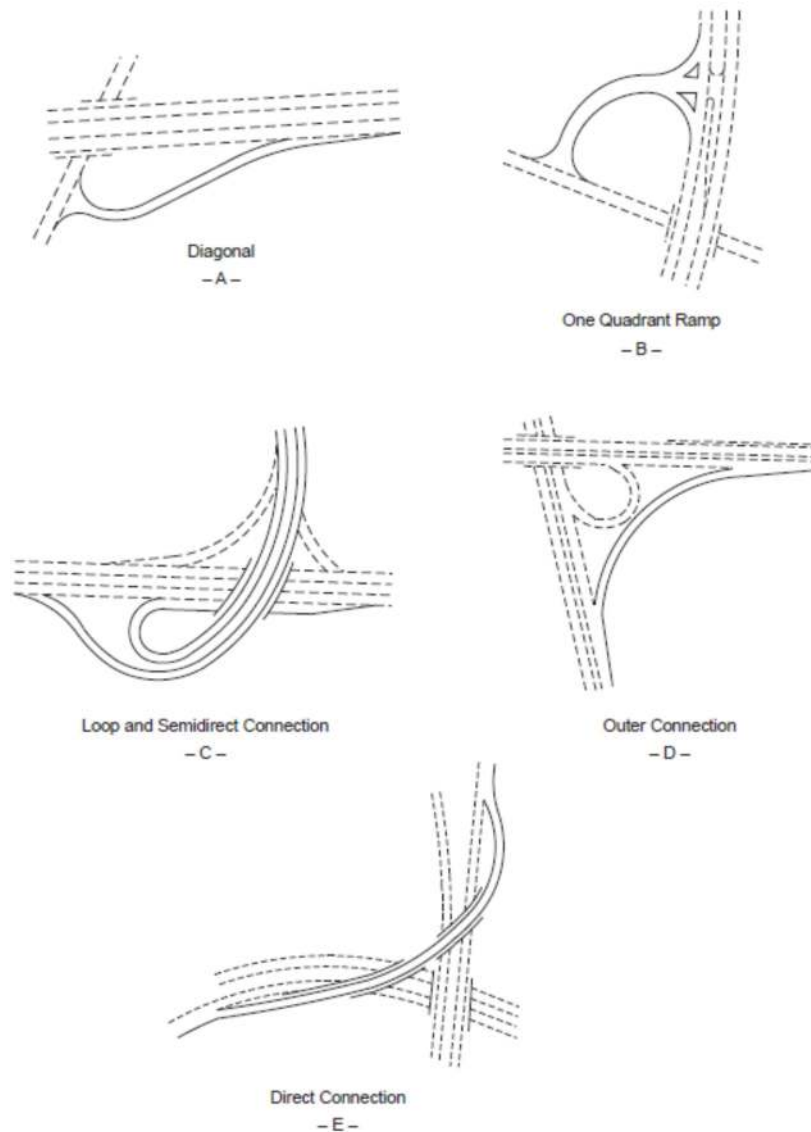 Diagonal
– A –
One Quadrant Ramp
– B –
Loop and Semidirect Connection
– C –
Outer Connection
– D –
Direct Connection
– E –